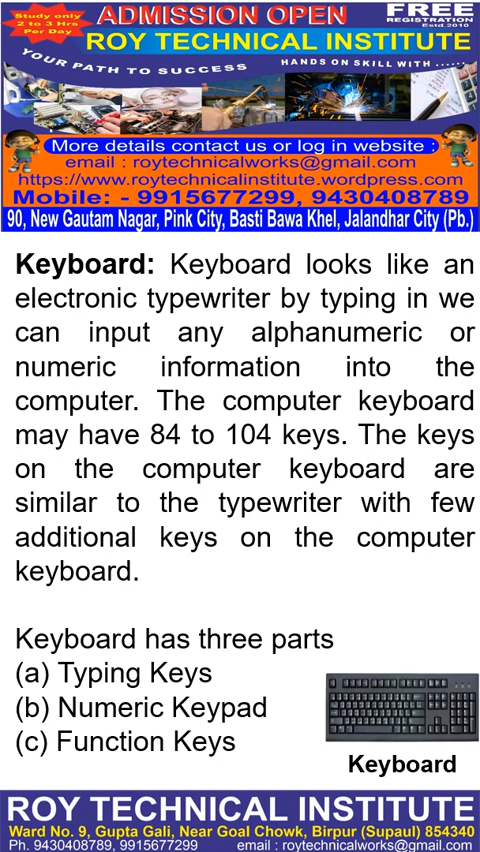 Study only
2 to 3 Hrs
Per Day
ADMISSION OPEN
FREE
REGISTRATION
Estd.2010
ROY TECHNICAL INSTITUTE
YOUR PATH TO SUCCESS
HANDS ON SKILL WITH ......
More details contact us or log in website :
email : roytechnicalworks@gmail.com
https://www.roytechnicalinstitute.wordpress.com
Mobile: - 9915677299, 9430408789
90, New Gautam Nagar, Pink City, Basti Bawa Khel, Jalandhar City (Pb.)
Keyboard: Keyboard looks like an
electronic typewriter by typing in we
can input any alphanumeric or
numeric information into the
computer. The computer keyboard
may have 84 to 104 keys. The keys
on the computer keyboard are
similar to the typewriter with few
additional keys on the computer
keyboard.
Keyboard has three parts
(a) Typing Keys
(b) Numeric Keypad
(c) Function Keys
Keyboard
ROY TECHNICAL INSTITUTE
Ward No. 9, Gupta Gali, Near Goal Chowk, Birpur (Supaul) 854340
Ph. 9430408789, 9915677299 email : roytechnicalworks@gmail.com